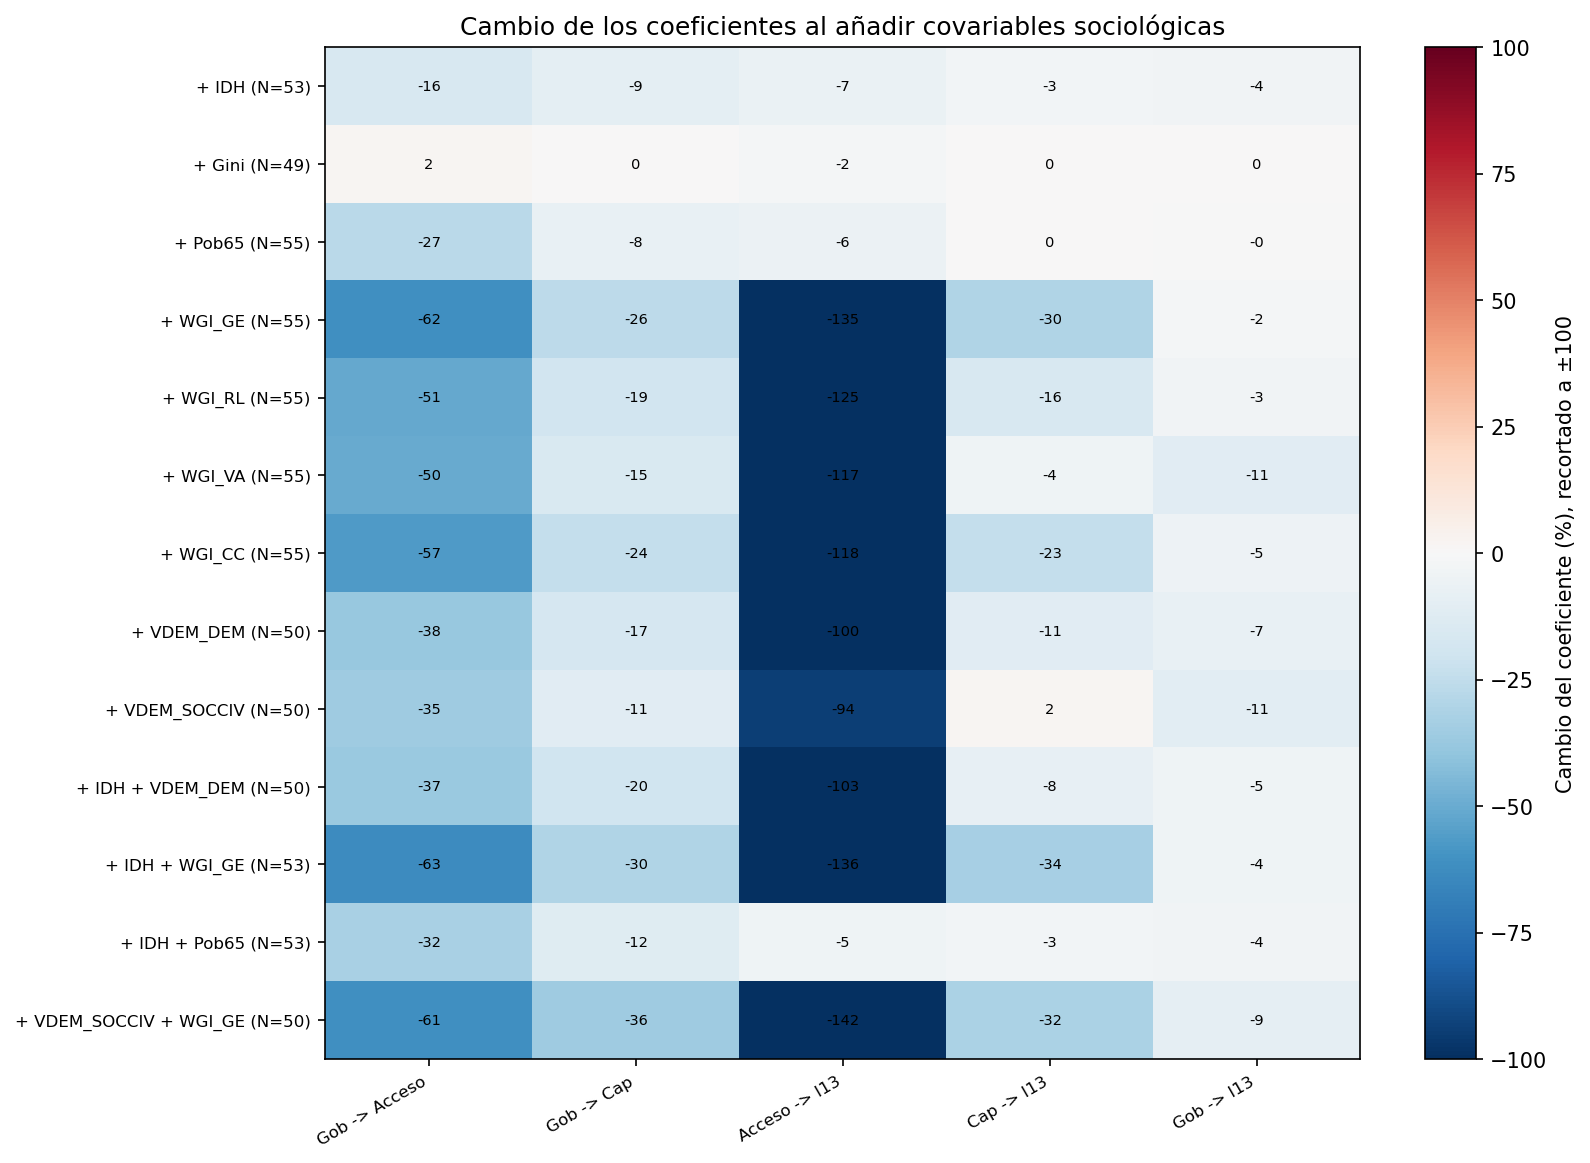 Cambio de los coeficientes al añadir covariables sociológicas
+ IDH (N=53) -16 -9 -7 -3 -4
+ Gini (N=49) 2 0 -2 0 0
+ Pob65 (N=55) -27 -8 -6 0 -0
+ WGI_GE (N=55) -62 -26 -135 -30 -2
+ WGI_RL (N=55) -51 -19 -125 -16 -3
+ WGI_VA (N=55) -50 -15 -117 -4 -11
+ WGI_CC (N=55) -57 -24 -118 -23 -5
+ VDEM_DEM (N=50) -38 -17 -100 -11 -7
+ VDEM_SOCCIV (N=50) -35 -11 -94 2 -11
+ IDH + VDEM_DEM (N=50) -37 -20 -103 -8 -5
+ IDH + WGI_GE (N=53) -63 -30 -136 -34 -4
+ IDH + Pob65 (N=53) -32 -12 -5 -3 -4
+ VDEM_SOCCIV + WGI_GE (N=50) -61 -36 -142 -32 -9
Gob -> Acceso
Gob -> Cap
Acceso -> I13
Cap -> I13
Gob -> I13
100
75
50
25
0
−25
−50
−75
−100
Cambio del coeficiente (%), recortado a ±100